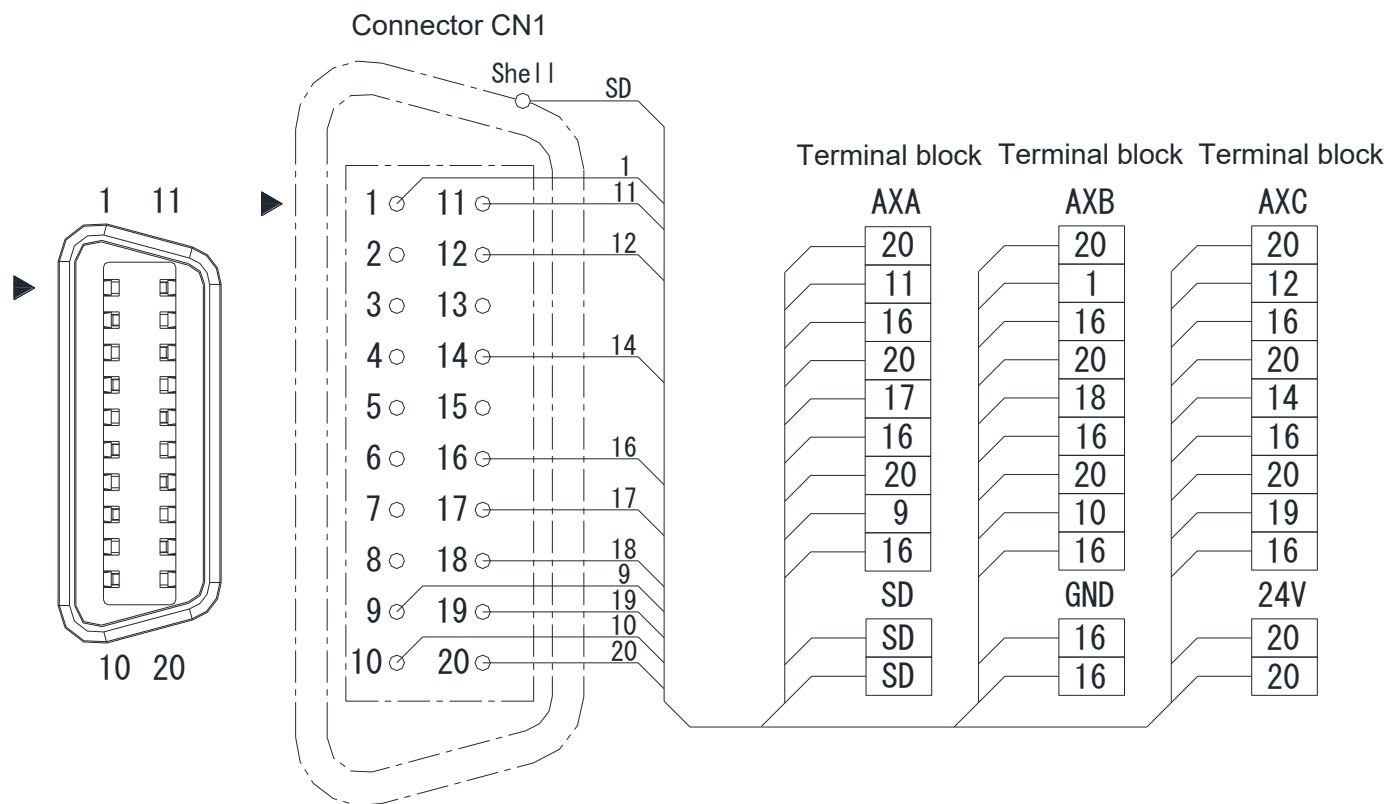 Connector CN1
Shell
SD
Terminal block Terminal block Terminal block
AXA AXB AXC
1 11
1 11
1
11
2 12
12
3 13
4 14
14
5 15
6 16
16
7 17
17
8 18
18
9 19
9
19
10 20
10
20
10 20
20 20 20
11 1 12
16 16 16
20 20 20
17 18 14
16 16 16
20 20 20
9 10 19
16 16 16
SD GND 24V
SD 16 20
SD 16 20